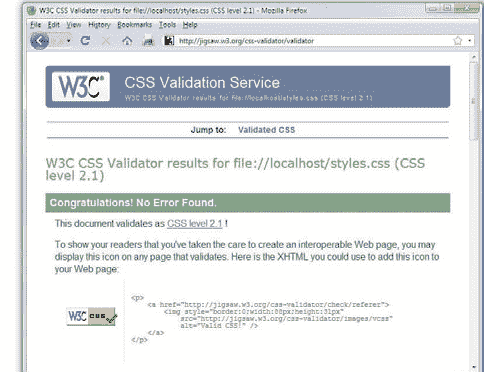 W3C CSS Validator results for file://localhost/styles.css (CSS level 2.1) - Mozilla Firefox
File Edit View History Bookmarks Tools Help
http://jigsaw.w3.org/css-validator/validator
W3C® CSS Validation Service
W3C CSS Validator results for file://localhost/styles.css (CSS level 2.1)
Jump to: Validated CSS
W3C CSS Validator results for file://localhost/styles.css (CSS
level 2.1)
Congratulations! No Error Found.
This document validates as CSS level 2.1 !
To show your readers that you've taken the care to create an interoperable Web page, you may
display this icon on any page that validates. Here is the XHTML you could use to add this icon to
your Web page:
<p>
<a href="http://jigsaw.w3.org/css-validator/check/referer">
<img style="border:0;width:88px;height:31px"
src="http://jigsaw.w3.org/css-validator/images/vcss"
alt="Valid CSS!" />
</a>
</p>
W3C css